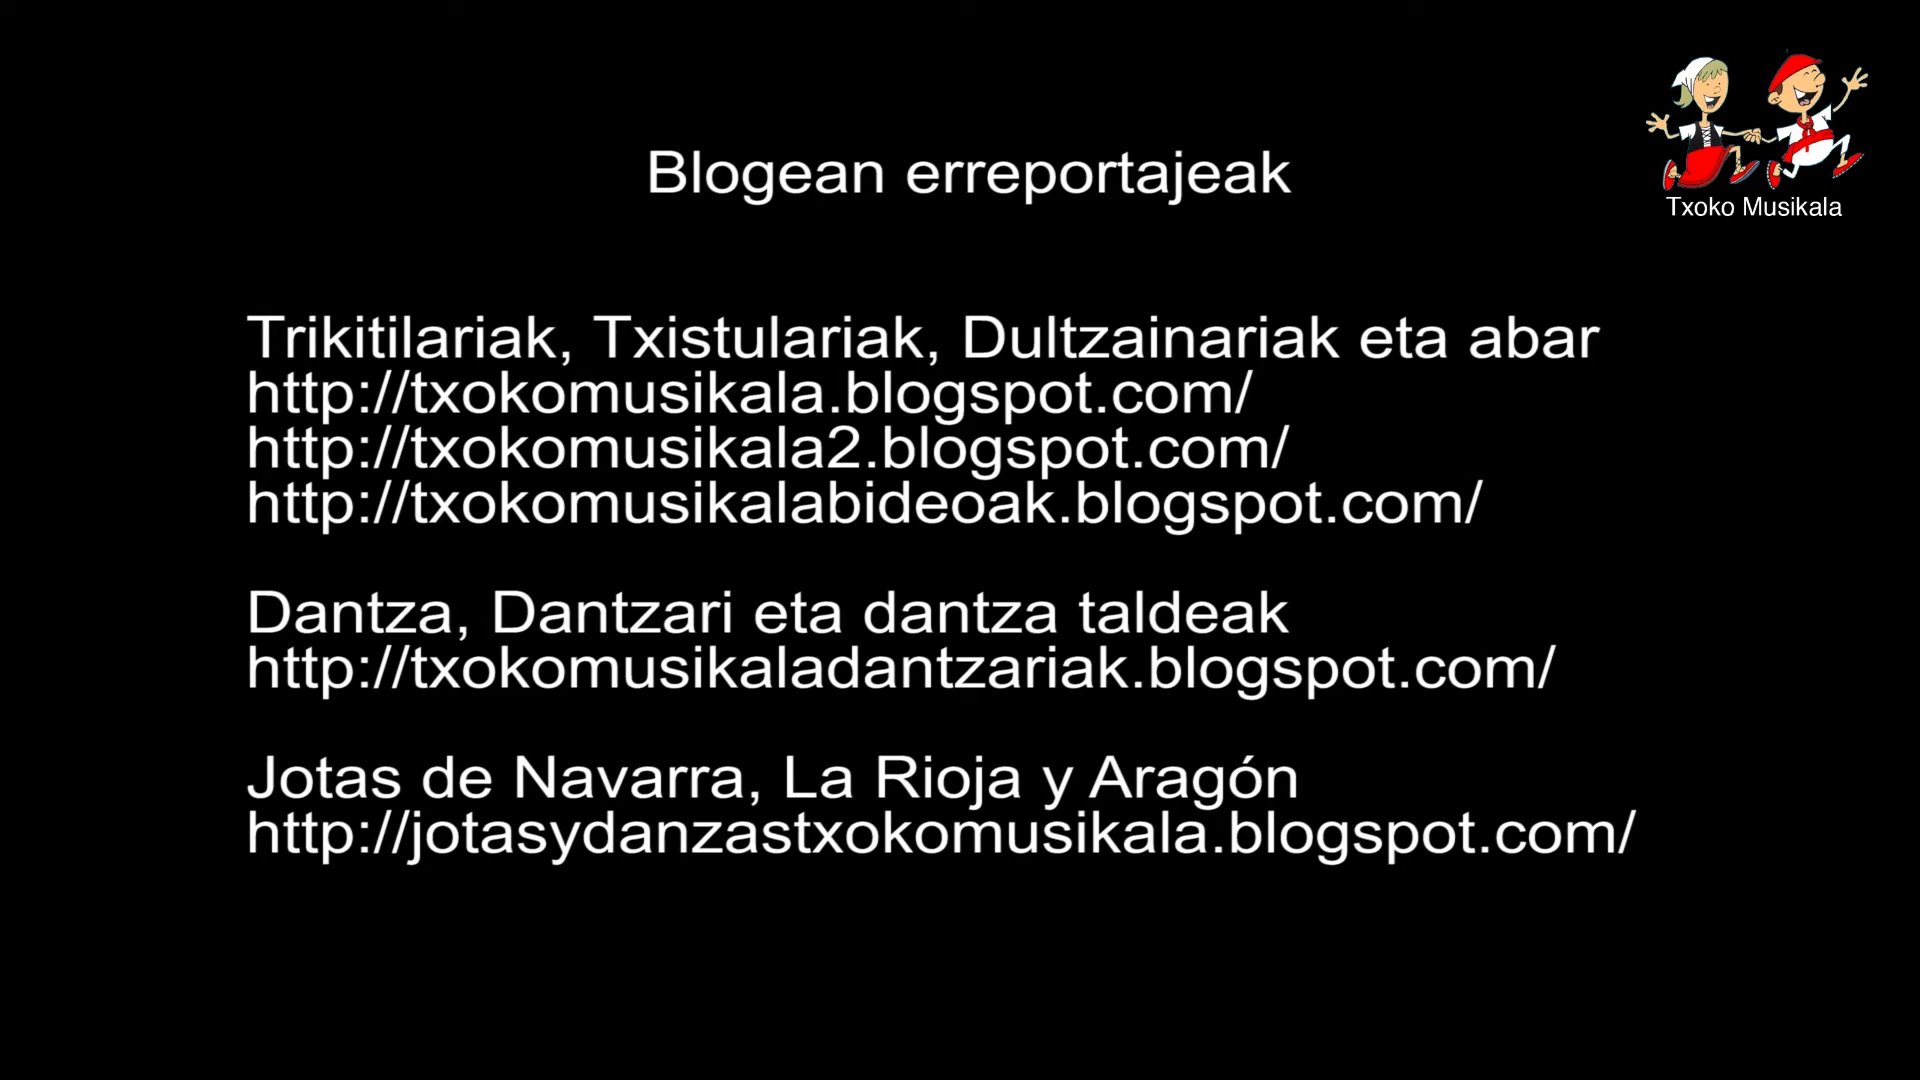 Blogean erreportajeak
Txoko Musikala
Trikitilariak, Txistulariak, Dultzainariak eta abar
http://txokomusikala.blogspot.com/
http://txokomusikala2.blogspot.com/
http://txokomusikalabideoak.blogspot.com/
Dantza, Dantzari eta dantza taldeak
http://txokomusikaladantzariak.blogspot.com/
Jotas de Navarra, La Rioja y Aragón
http://jotasydanzastxokomusikala.blogspot.com/